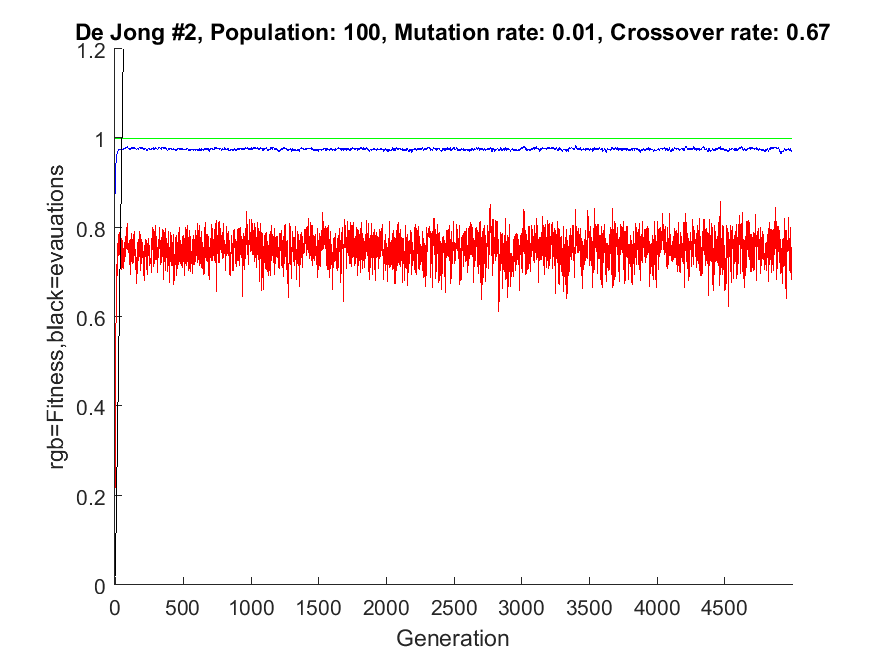 De Jong #2, Population: 100, Mutation rate: 0.01, Crossover rate: 0.67
1.2
1
0.8
0.6
0.4
0.2
0
rgb=Fitness,black=evauations
0 500 1000 1500 2000 2500 3000 3500 4000 4500
Generation